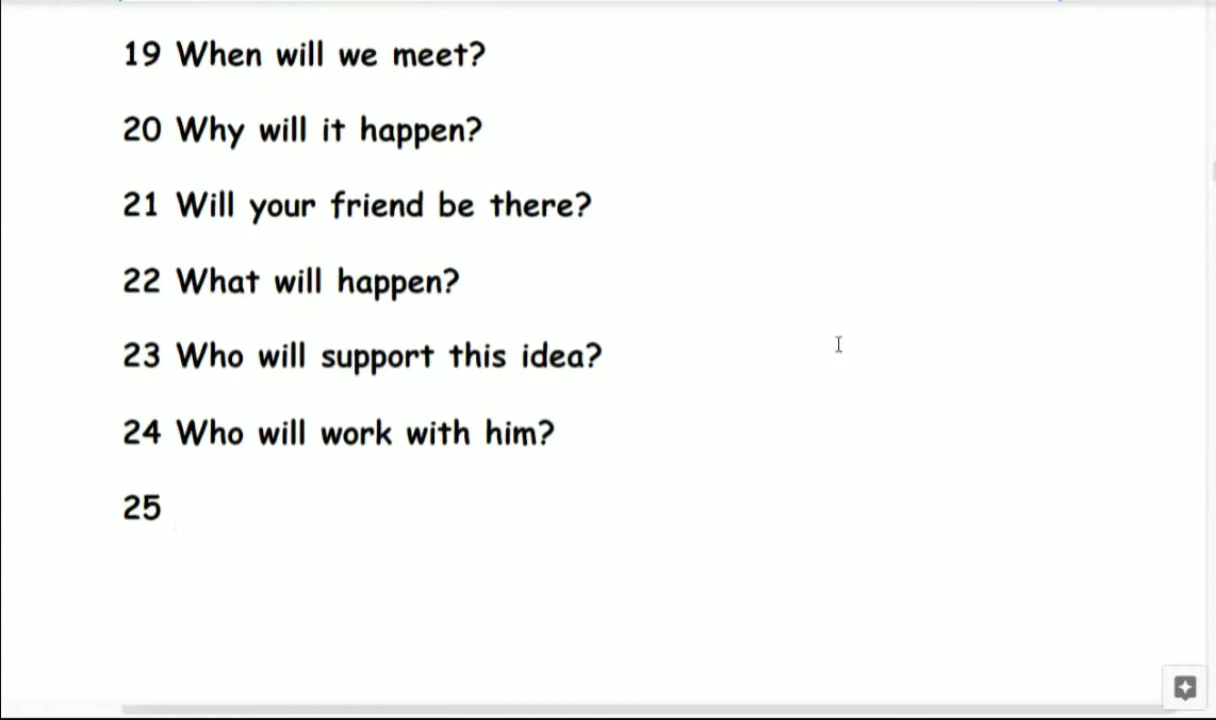 19 When will we meet?
20 Why will it happen?
21 Will your friend be there?
22 What will happen?
23 Who will support this idea?
24 Who will work with him?
25